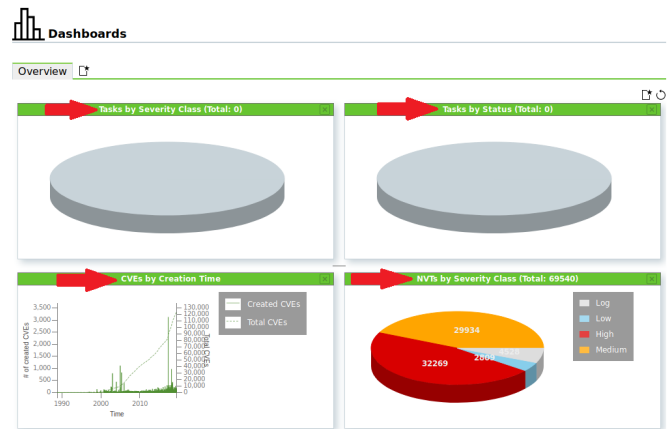 Dashboards
Overview
Tasks by Severity Class (Total: 0)
Tasks by Status (Total: 0)
CVEs by Creation Time
3,500
3,000
2,500
2,000
1,500
1,000
500
0
# of created CVEs
1990
2000
2010
Time
130,000
120,000
110,000
100,000
90,000
80,000
70,000
60,000
50,000
40,000
30,000
20,000
10,000
0
Total CVEs
Created CVEs
Total CVEs
NVTs by Severity Class (Total: 69540)
29934
32269
2809
Log
Low
High
Medium